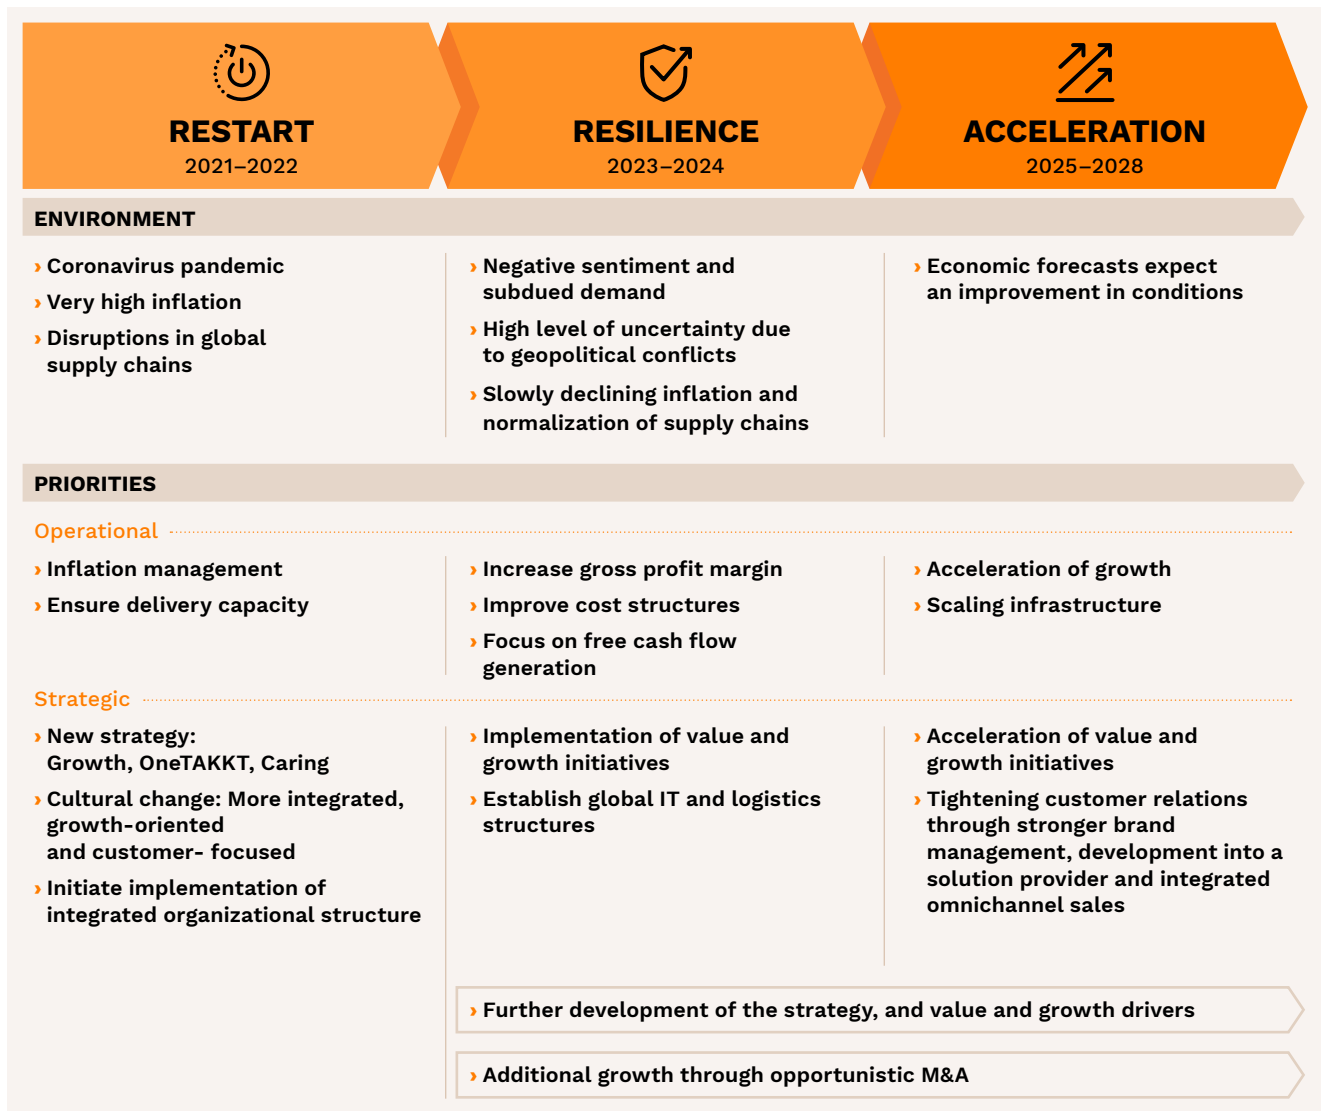 RESTART
2021–2022
RESILIENCE
2023–2024
ACCELERATION
2025–2028
ENVIRONMENT
› Coronavirus pandemic
› Very high inflation
› Disruptions in global
supply chains
› Negative sentiment and
subdued demand
› High level of uncertainty due
to geopolitical conflicts
› Slowly declining inflation and
normalization of supply chains
› Economic forecasts expect
an improvement in conditions
PRIORITIES
Operational
› Inflation management
› Ensure delivery capacity
› Increase gross profit margin
› Improve cost structures
› Focus on free cash flow
generation
› Acceleration of growth
› Scaling infrastructure
Strategic
› New strategy:
Growth, OneTAKKT, Caring
› Cultural change: More integrated,
growth-oriented
and customer- focused
› Initiate implementation of
integrated organizational structure
› Implementation of value and
growth initiatives
› Establish global IT and logistics
structures
› Acceleration of value and
growth initiatives
› Tightening customer relations
through stronger brand
management, development into a
solution provider and integrated
omnichannel sales
› Further development of the strategy, and value and growth drivers
› Additional growth through opportunistic M&A